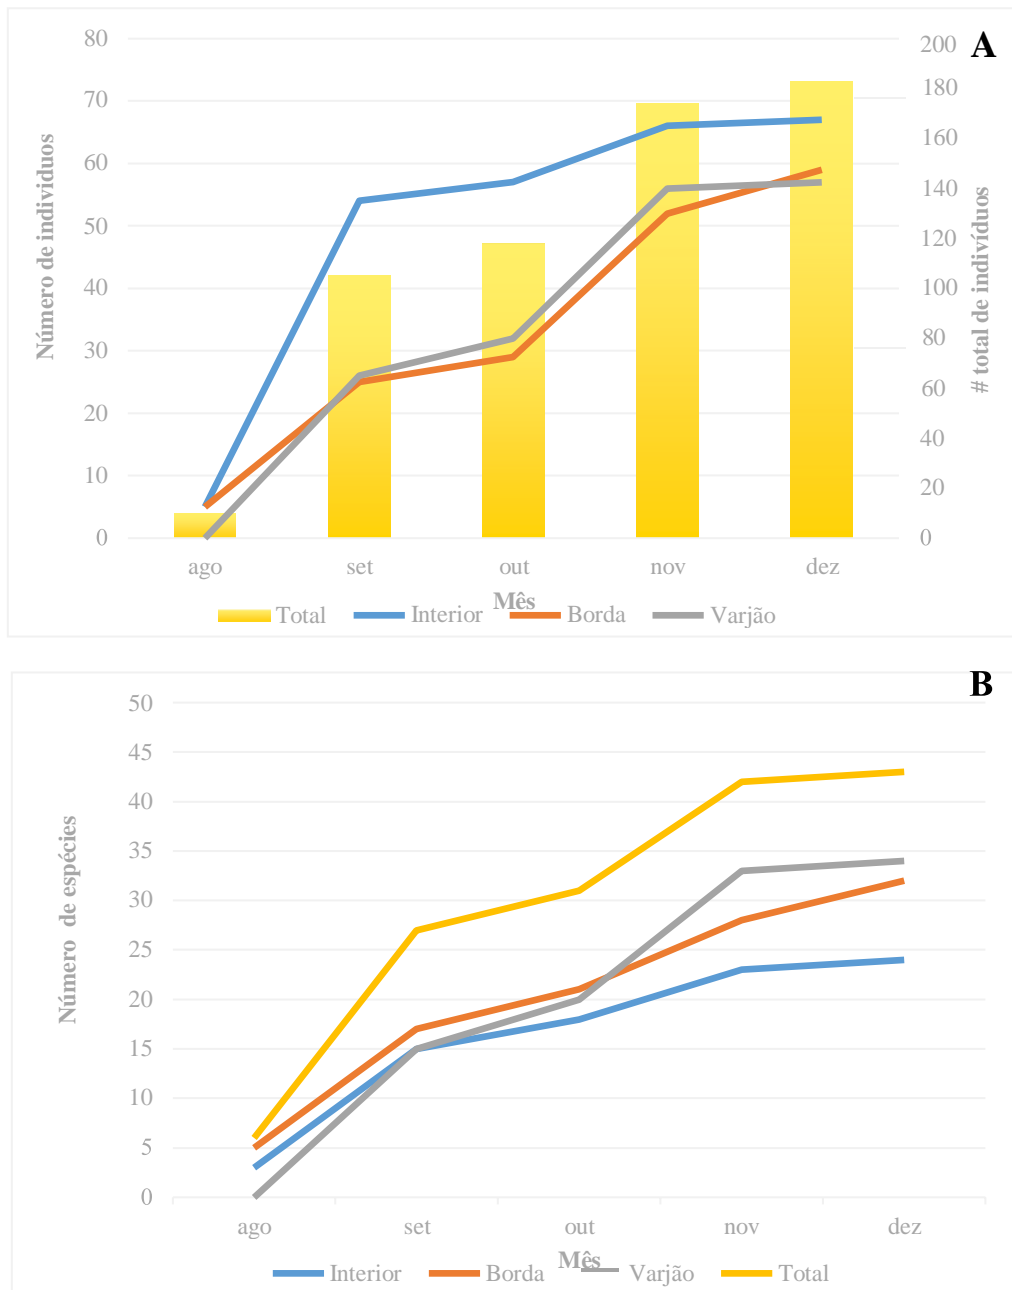 A
80
70
60
50
40
30
20
10
0
Número de individuos
200
180
160
140
120
100
80
60
40
20
0
# total de indivíduos
ago set out nov dez
Mês
Total Interior Borda Varjão
B
50
45
40
35
30
25
20
15
10
5
0
Número de espécies
ago set out nov dez
Mês
Interior Borda Varjão Total